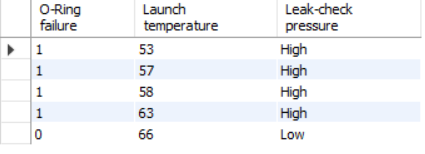 O-Ring failure Launch temperature Leak-check pressure
1 53 High
1 57 High
1 58 High
1 63 High
0 66 Low